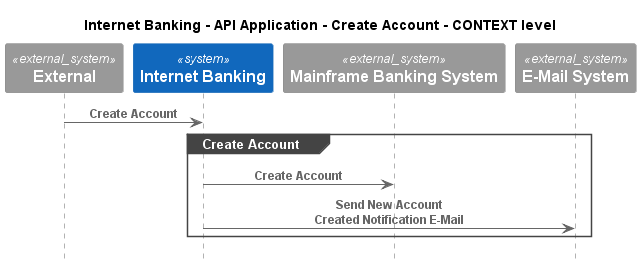 Internet Banking - API Application - Create Account - CONTEXT level
«external_system»
External
«system»
Internet Banking
«external_system»
Mainframe Banking System
«external_system»
E-Mail System
Create Account
Create Account
Create Account
Send New Account
Created Notification E-Mail